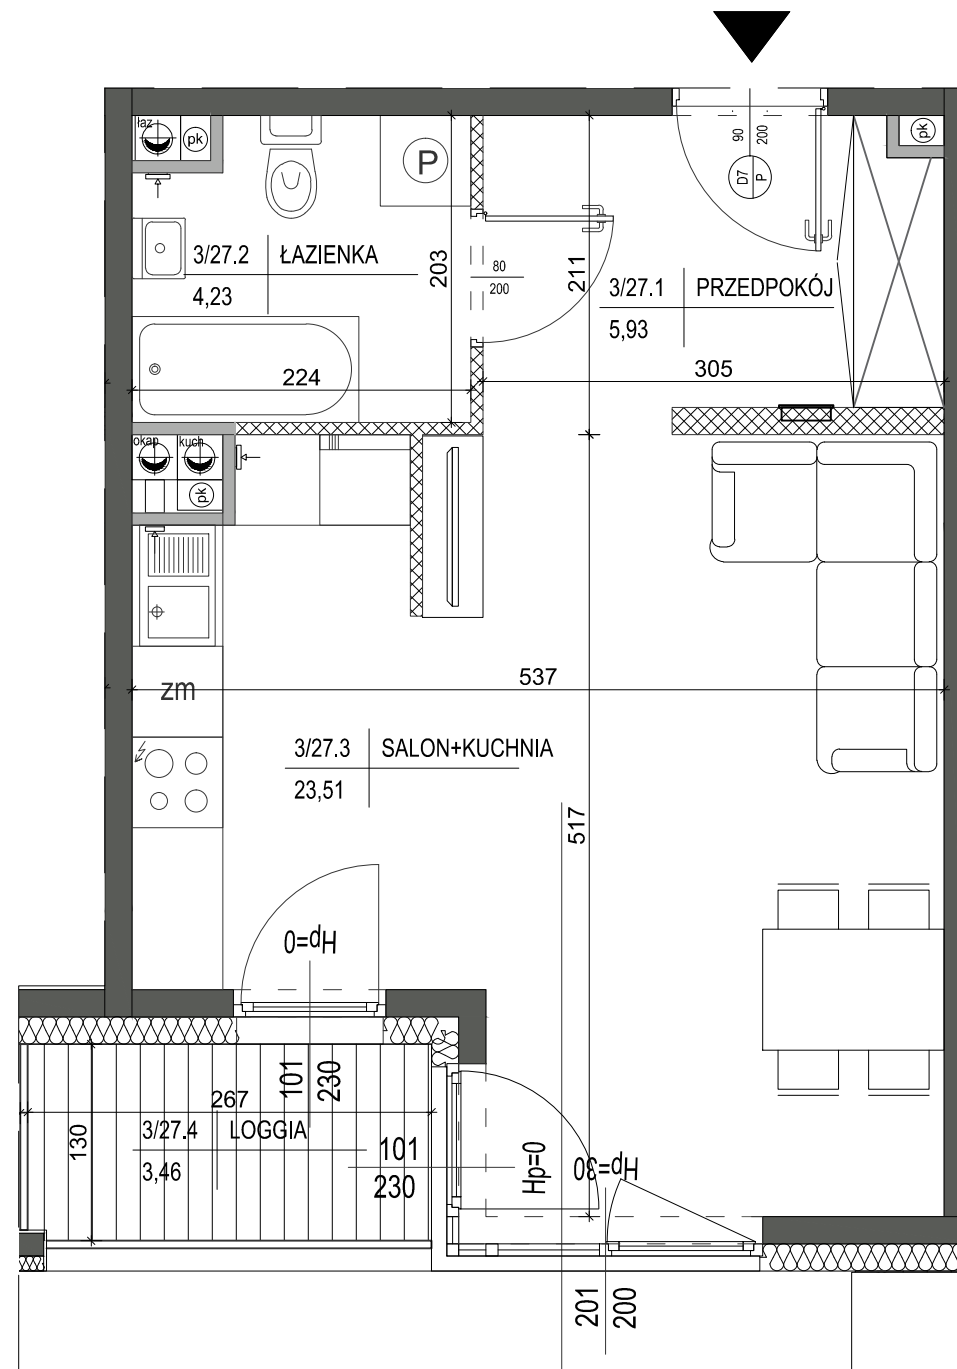 łaz
pk
P
pk
90
200
D7
P
3/27.2 ŁAZIENKA
4,23
203
80
200
211
3/27.1 PRZEDPOKÓJ
5,93
224
305
okap
kuch
pk
zm
537
3/27.3 SALON+KUCHNIA
23,51
517
Hp=0
101
230
267
130
3/27.4 LOGGIA
3,46
101
230
Hp=0
Hp=30
201
200